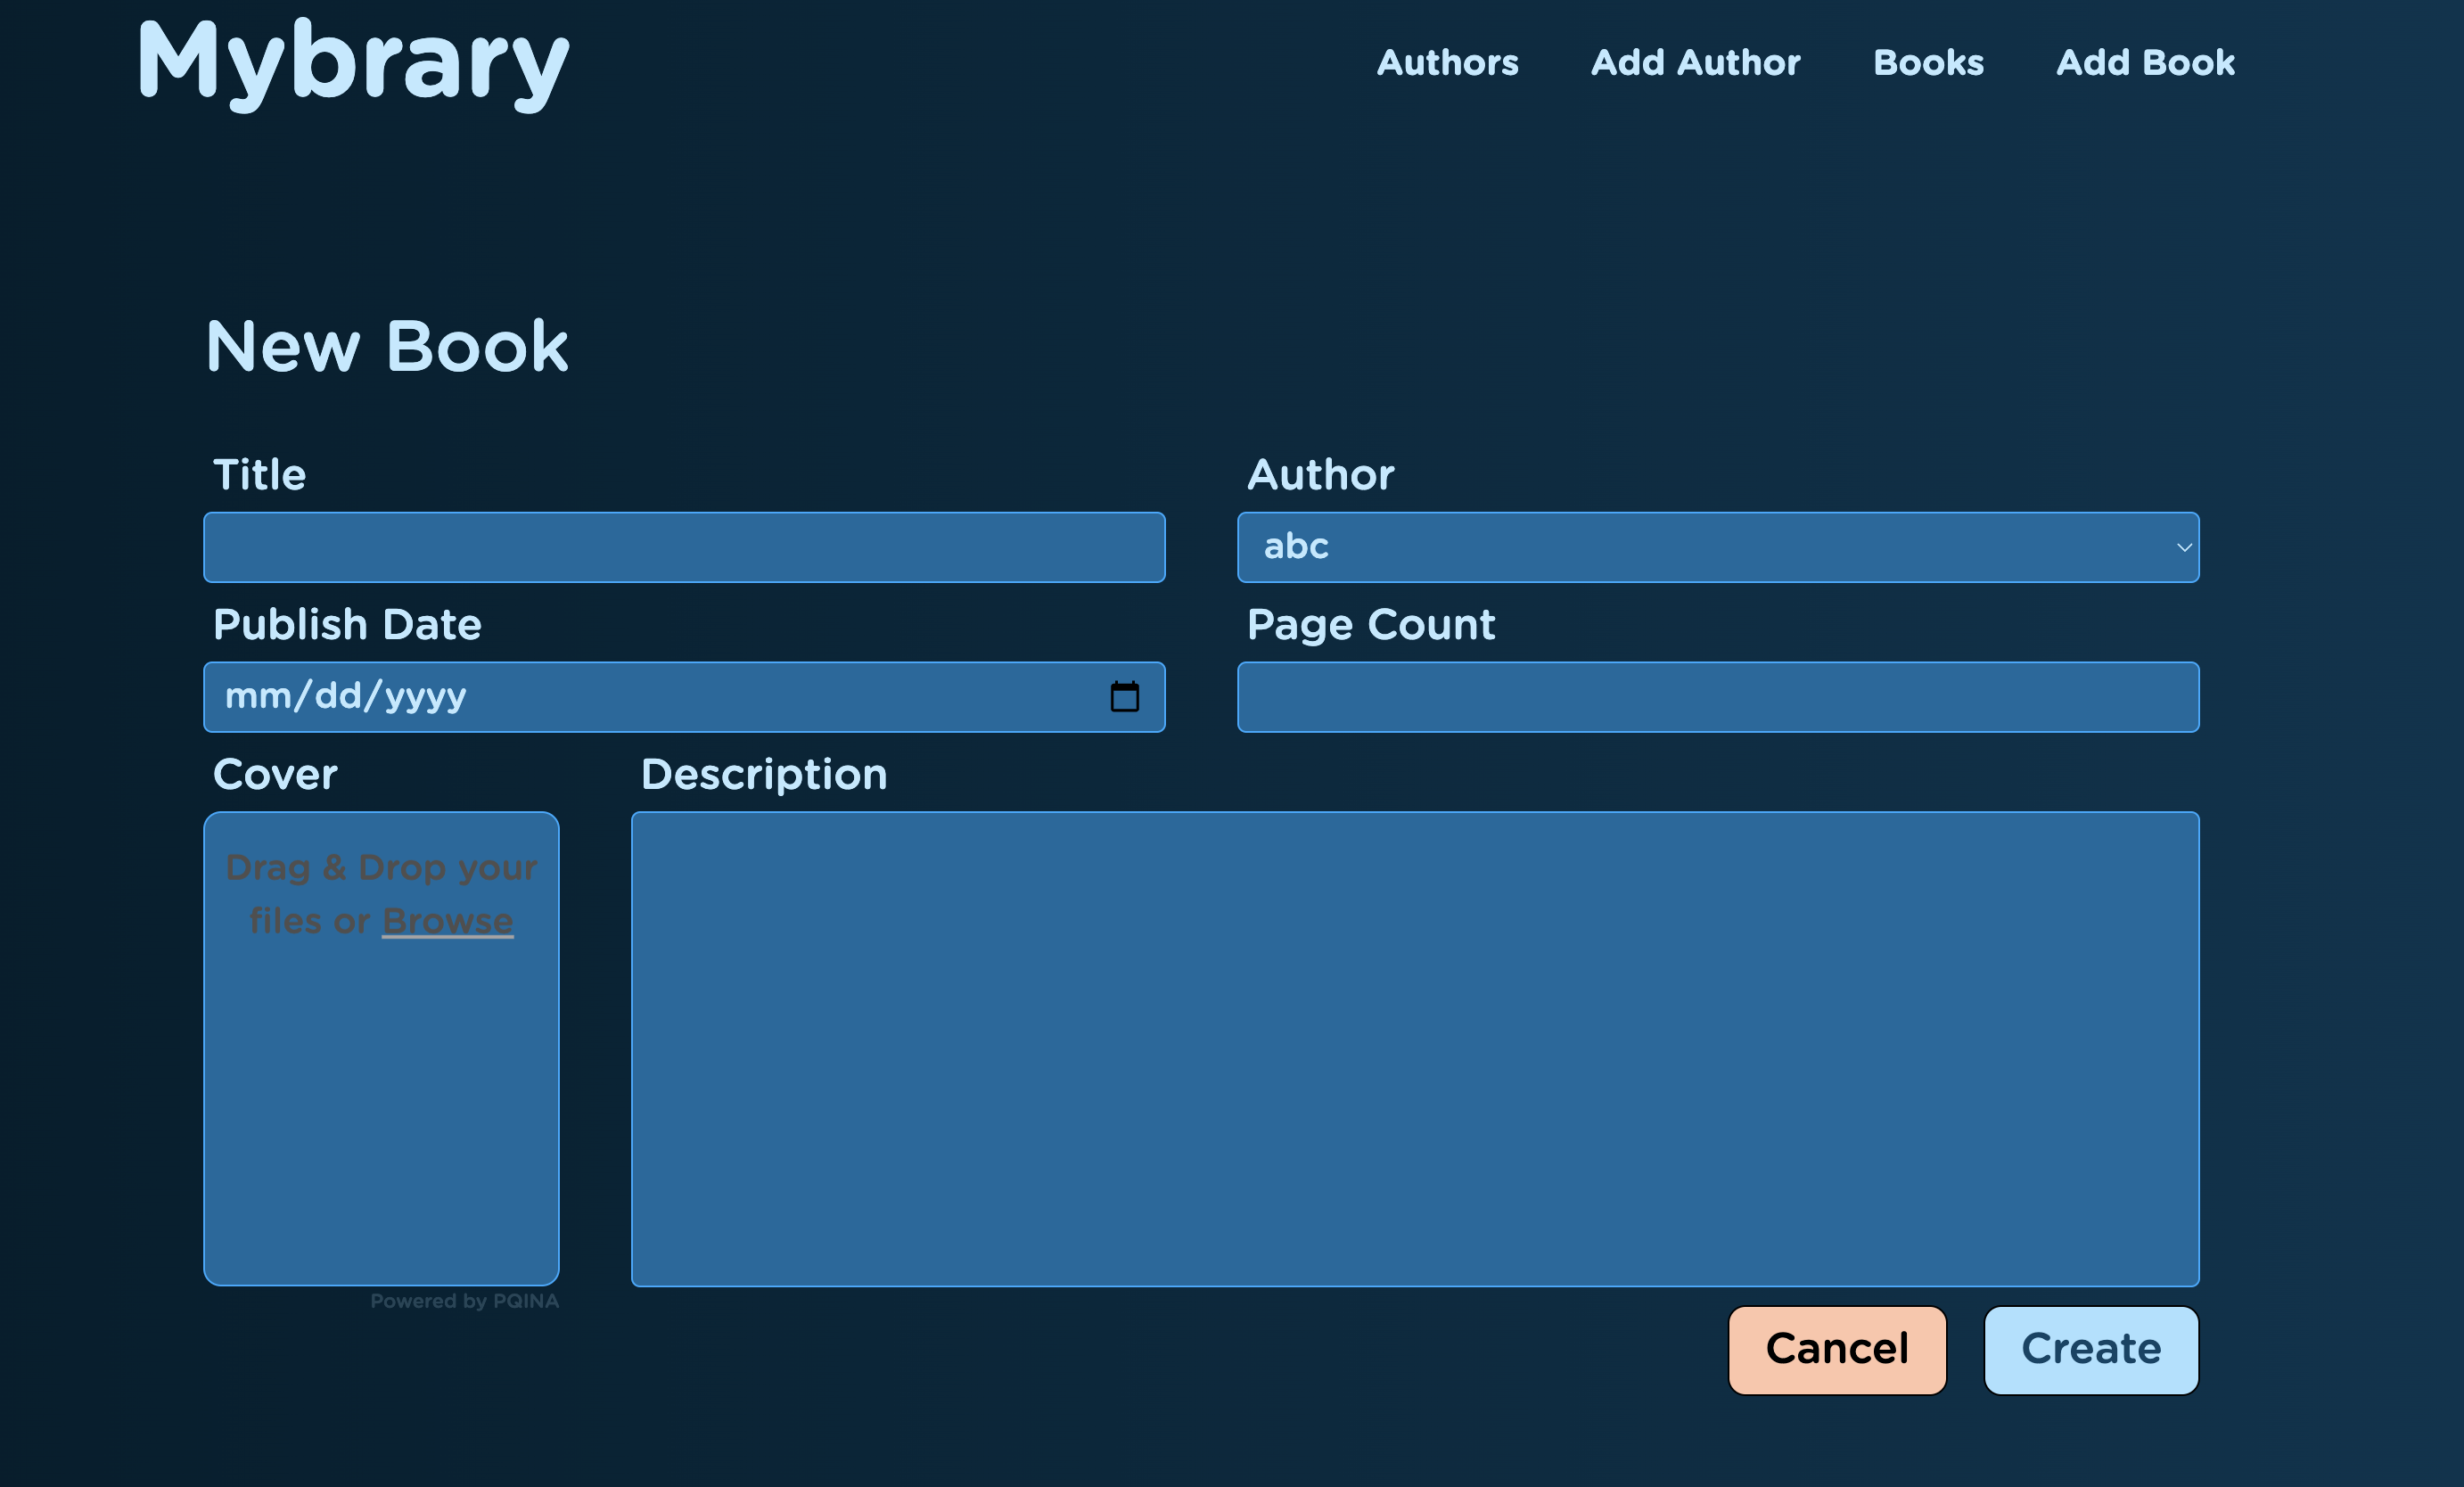 Mybrary
Authors Add Author Books Add Book
New Book
Title
Author
abc
Publish Date
mm/dd/yyyy
Page Count
Cover
Drag & Drop your
files or Browse
Powered by PQINA
Description
Cancel Create